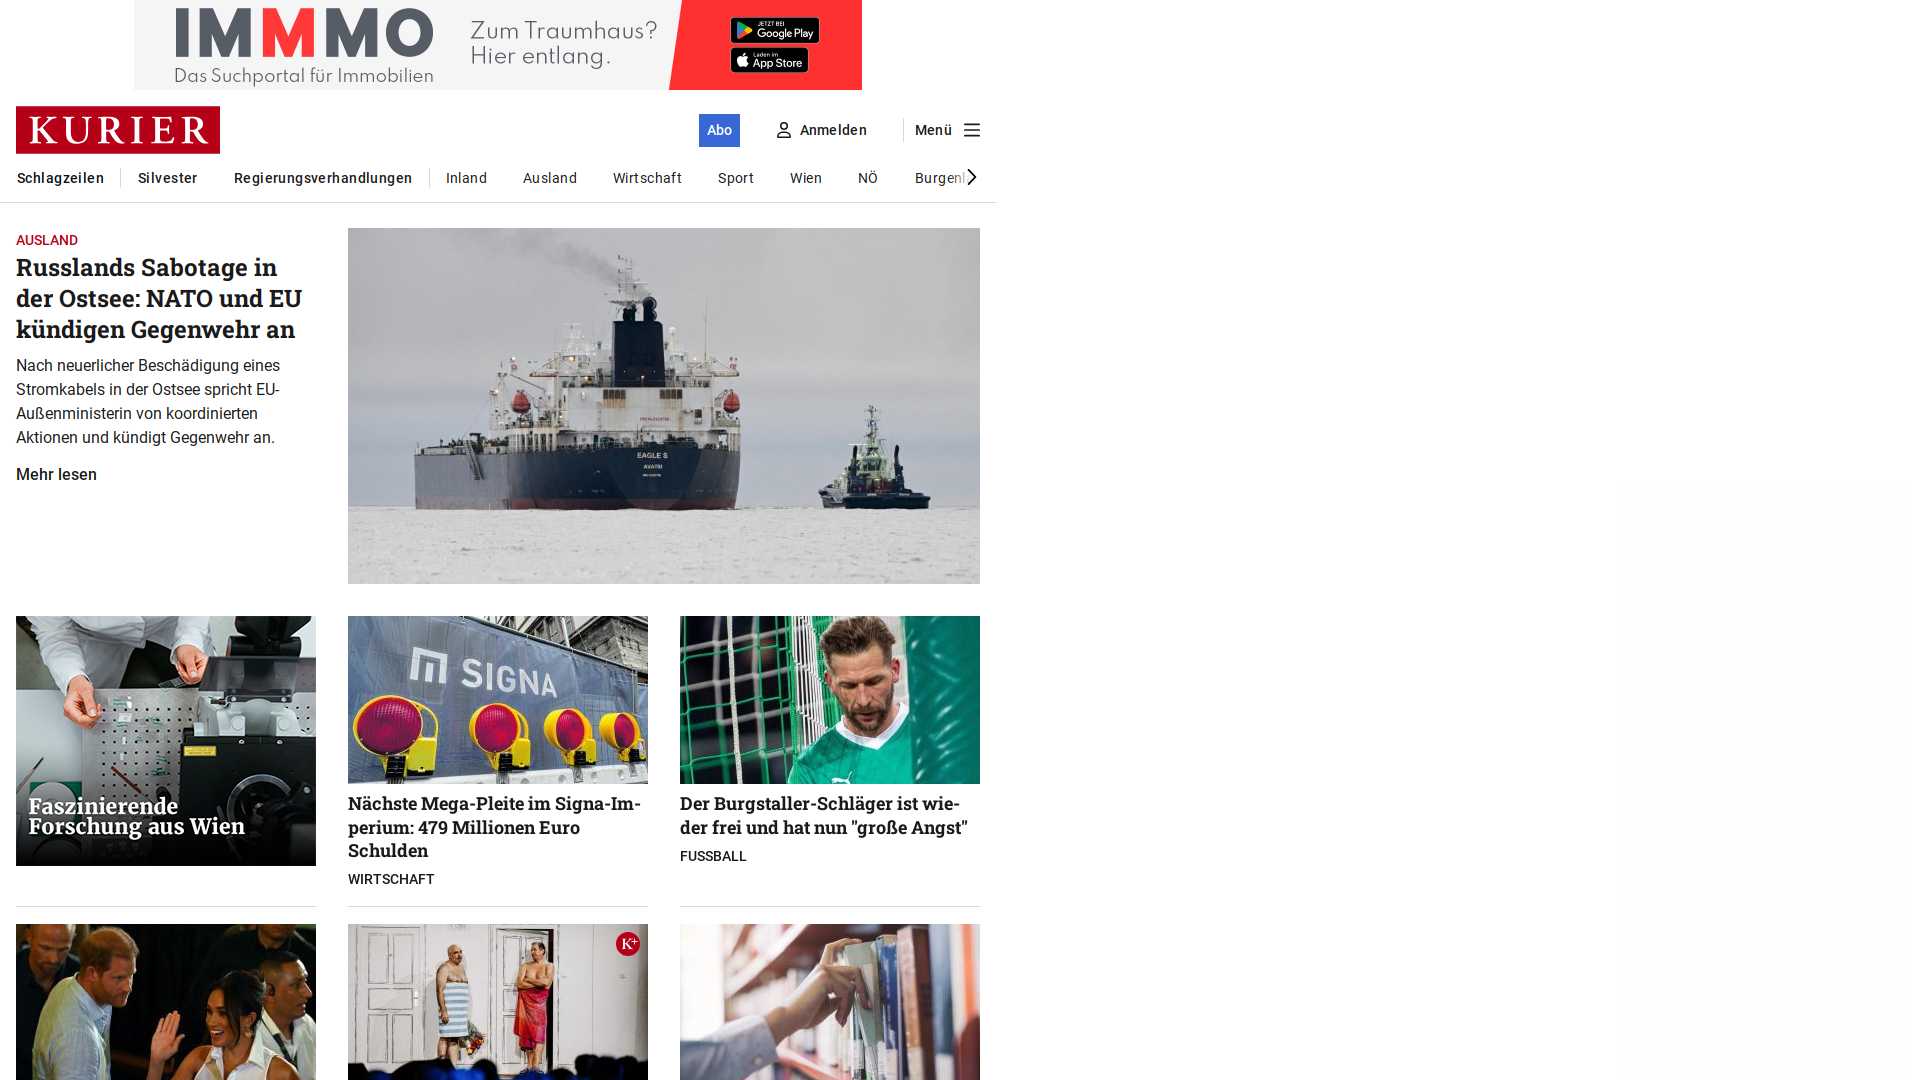 IMMMO
Das Suchportal für Immobilien
Zum Traumhaus?
Hier entlang.
JETZT BEI
Google Play
Laden im
App Store
KURIER
Abo
Anmelden
Menü
Schlagzeilen
Silvester
Regierungsverhandlungen
Inland
Ausland
Wirtschaft
Sport
Wien
NÖ
AUSLAND
Russlands Sabotage in
der Ostsee: NATO und EU
kündigen Gegenwehr an
Nach neuerlicher Beschädigung eines
Stromkabels in der Ostsee spricht EU-
Außenministerin von koordinierten
Aktionen und kündigt Gegenwehr an.
Mehr lesen
EAGLE S
Faszinierende
Forschung aus Wien
SIGNA
Nächste Mega-Pleite im Signa-Im-
perium: 479 Millionen Euro
Schulden
WIRTSCHAFT
Der Burgstaller-Schläger ist wie-
der frei und hat nun "große Angst"
FUSSBALL
K+